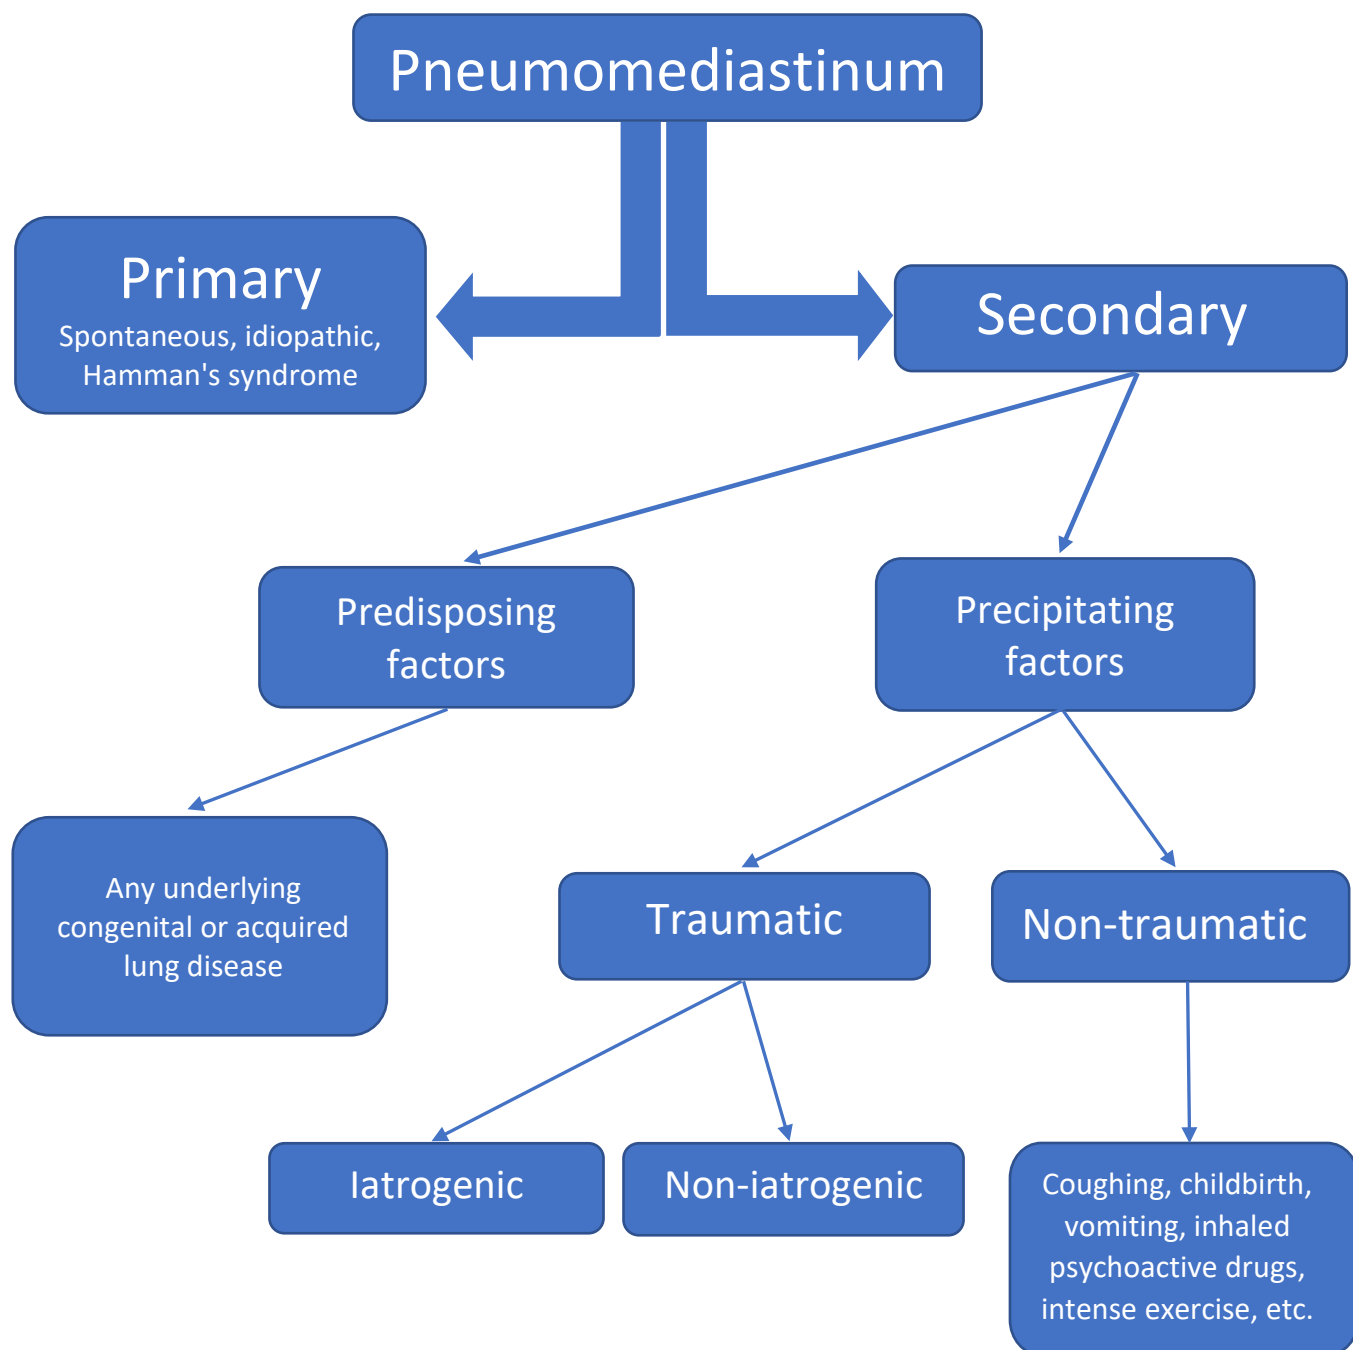 Pneumomediastinum
Primary
Spontaneous, idiopathic,
Hamman's syndrome
Secondary
Predisposing
factors
Precipitating
factors
Any underlying
congenital or acquired
lung disease
Traumatic
Non-traumatic
Iatrogenic
Non-iatrogenic
Coughing, childbirth,
vomiting, inhaled
psychoactive drugs,
intense exercise, etc.